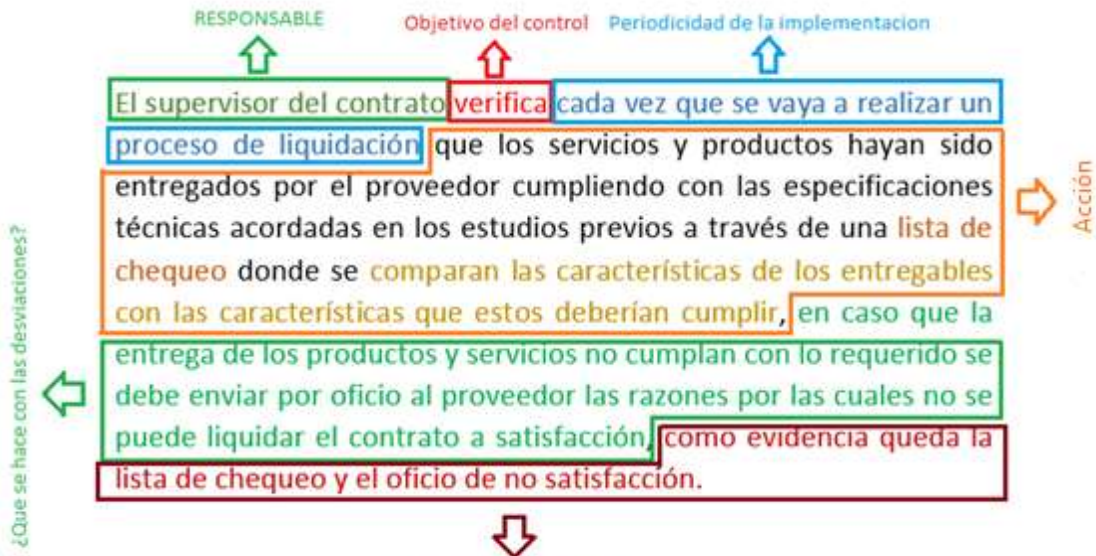 RESPONSABLE
Objetivo del control
Periodicidad de la implementacion
El supervisor del contrato verifica cada vez que se vaya a realizar un
proceso de liquidación que los servicios y productos hayan sido
entregados por el proveedor cumpliendo con las especificaciones
técnicas acordadas en los estudios previos a través de una lista de
chequeo donde se comparan las características de los entregables
con las características que estos deberían cumplir, en caso que la
entrega de los productos y servicios no cumplan con lo requerido se
debe enviar por oficio al proveedor las razones por las cuales no se
puede liquidar el contrato a satisfacción, como evidencia queda la
lista de chequeo y el oficio de no satisfacción.
Acción
¿Que se hace con las desviaciones?